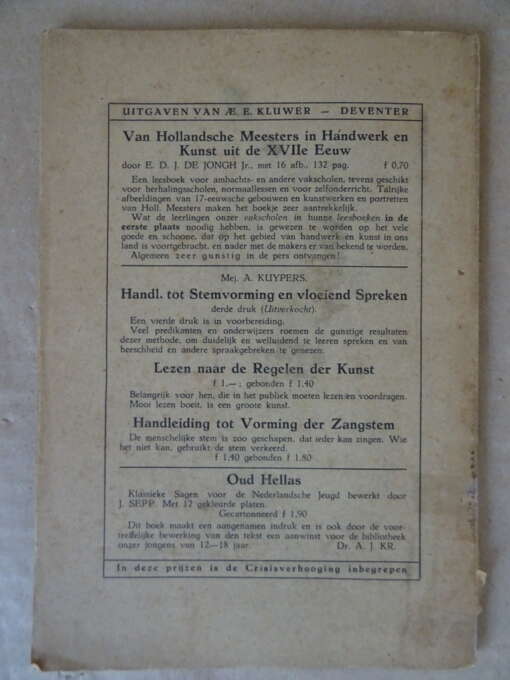 UITGAVEN VAN Æ. E. KLUWER — DEVENTER
Van Hollandsche Meesters in Handwerk en
Kunst uit de XVIIe Eeuw
door E. D. J. DE JONGH Jr., met 16 afb., 132 pag. f 0,70
Een leesboek voor ambachts- en andere vakscholen, tevens geschikt
voor herhalingsscholen, normaallessen en voor zelfonderricht. Talrijke
afbeeldingen van 17-eeuwsche gebouwen en kunstwerken en portretten
van Holl. Meesters maken het boekje zeer aantrekkelijk.
Wat de leerlingen onzer vakscholen in hunne leesboeken in de
eerste plaats noodig hebben, is gewezen te worden op het vele
goede en schoone, dat op het gebied van handwerk en kunst in ons
land is voortgebracht, en nader met de makers er van bekend te worden.
Algemeen zeer gunstig in de pers ontvangen!
Mej. A. KUYPERS.
Handl. tot Stemvorming en vloeiend Spreken
derde druk (Uitverkocht).
Een vierde druk is in voorbereiding.
Veel predikanten en onderwijzers roemen de gunstige resultaten
dezer methode, om duidelijk en welluidend te leeren spreken en van
heeschheid en andere spraakgebreken te genezen.
Lezen naar de Regelen der Kunst
f 1.—; gebonden f 1.40
Belangrijk voor hen, die in het publiek moeten lezen en voordragen.
Mooi lezen boeit, is een groote kunst.
Handleiding tot Vorming der Zangstem
De menschelijke stem is zoo geschapen, dat ieder kan zingen. Wie
het niet kan, gebruikt de stem verkeerd.
f 1.40 gebonden f 1.80
Oud Hellas
Klassieke Sagen voor de Nederlandsche Jeugd bewerkt door
J. SEPP. Met 17 gekleurde platen.
Gecartonneerd f 1,90
Dit boek maakt een aangenamen indruk en is ook door de voor-
treffelijke bewerking van den tekst een aanwinst voor de bibliotheek
onzer jongens van 12—18 jaar. Dr. A. J. KR.
In deze prijzen is de Crisisverhooging inbegrepen